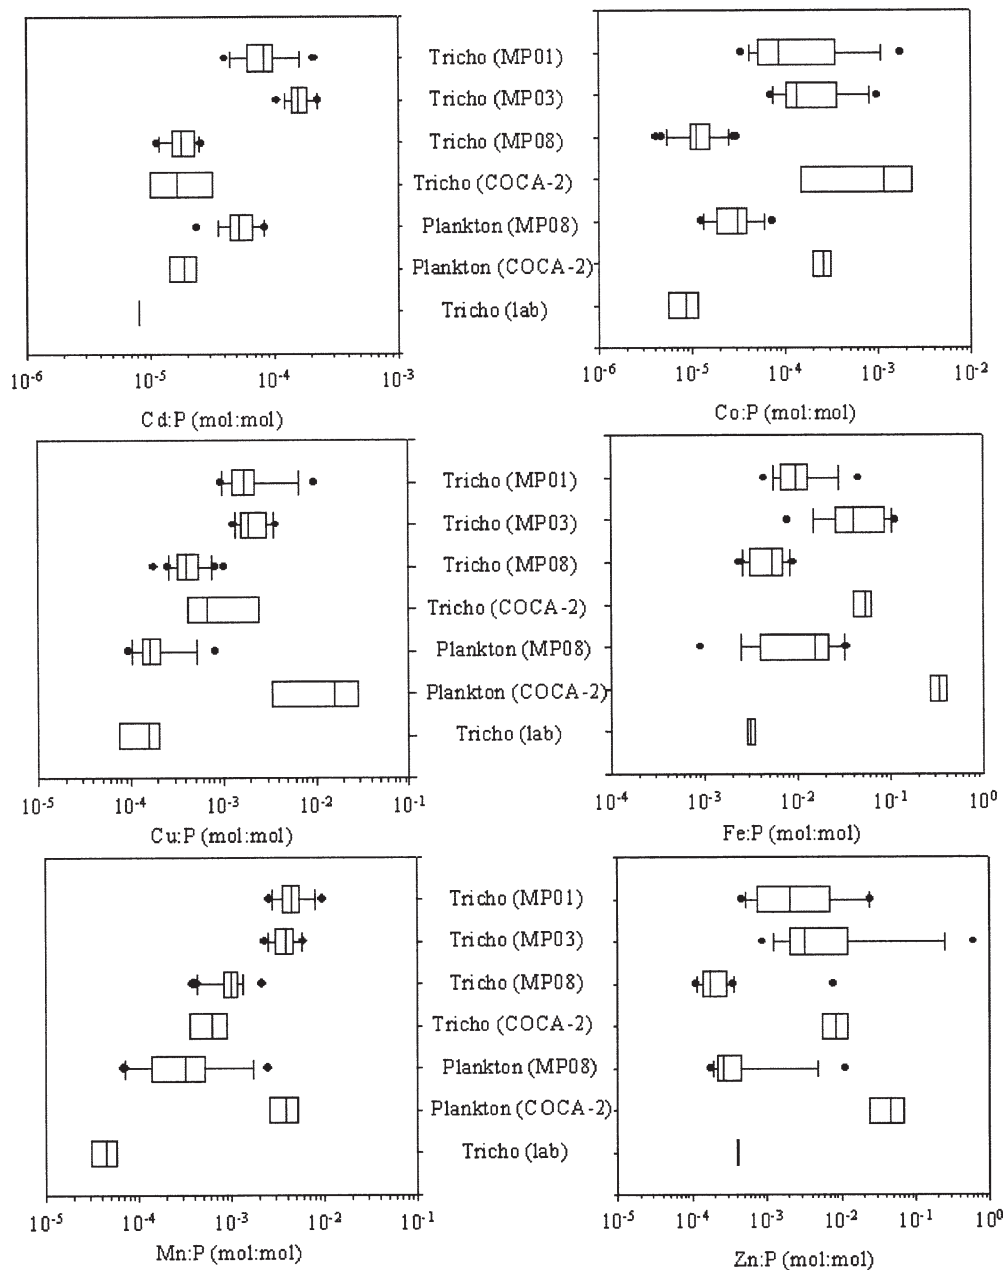 Tricho (MP01)
Tricho (MP03)
Tricho (MP08)
Tricho (COCA-2)
Plankton (MP08)
Plankton (COCA-2)
Tricho (lab)
10-6 10-5 10-4 10-3
Cd:P (mol:mol)
10-6 10-5 10-4 10-3 10-2
Co:P (mol:mol)
Tricho (MP01)
Tricho (MP03)
Tricho (MP08)
Tricho (COCA-2)
Plankton (MP08)
Plankton (COCA-2)
Tricho (lab)
10-5 10-4 10-3 10-2 10-1
Cu:P (mol:mol)
10-4 10-3 10-2 10-1 100
Fe:P (mol:mol)
Tricho (MP01)
Tricho (MP03)
Tricho (MP08)
Tricho (COCA-2)
Plankton (MP08)
Plankton (COCA-2)
Tricho (lab)
10-5 10-4 10-3 10-2 10-1
Mn:P (mol:mol)
10-5 10-4 10-3 10-2 10-1 100
Zn:P (mol:mol)